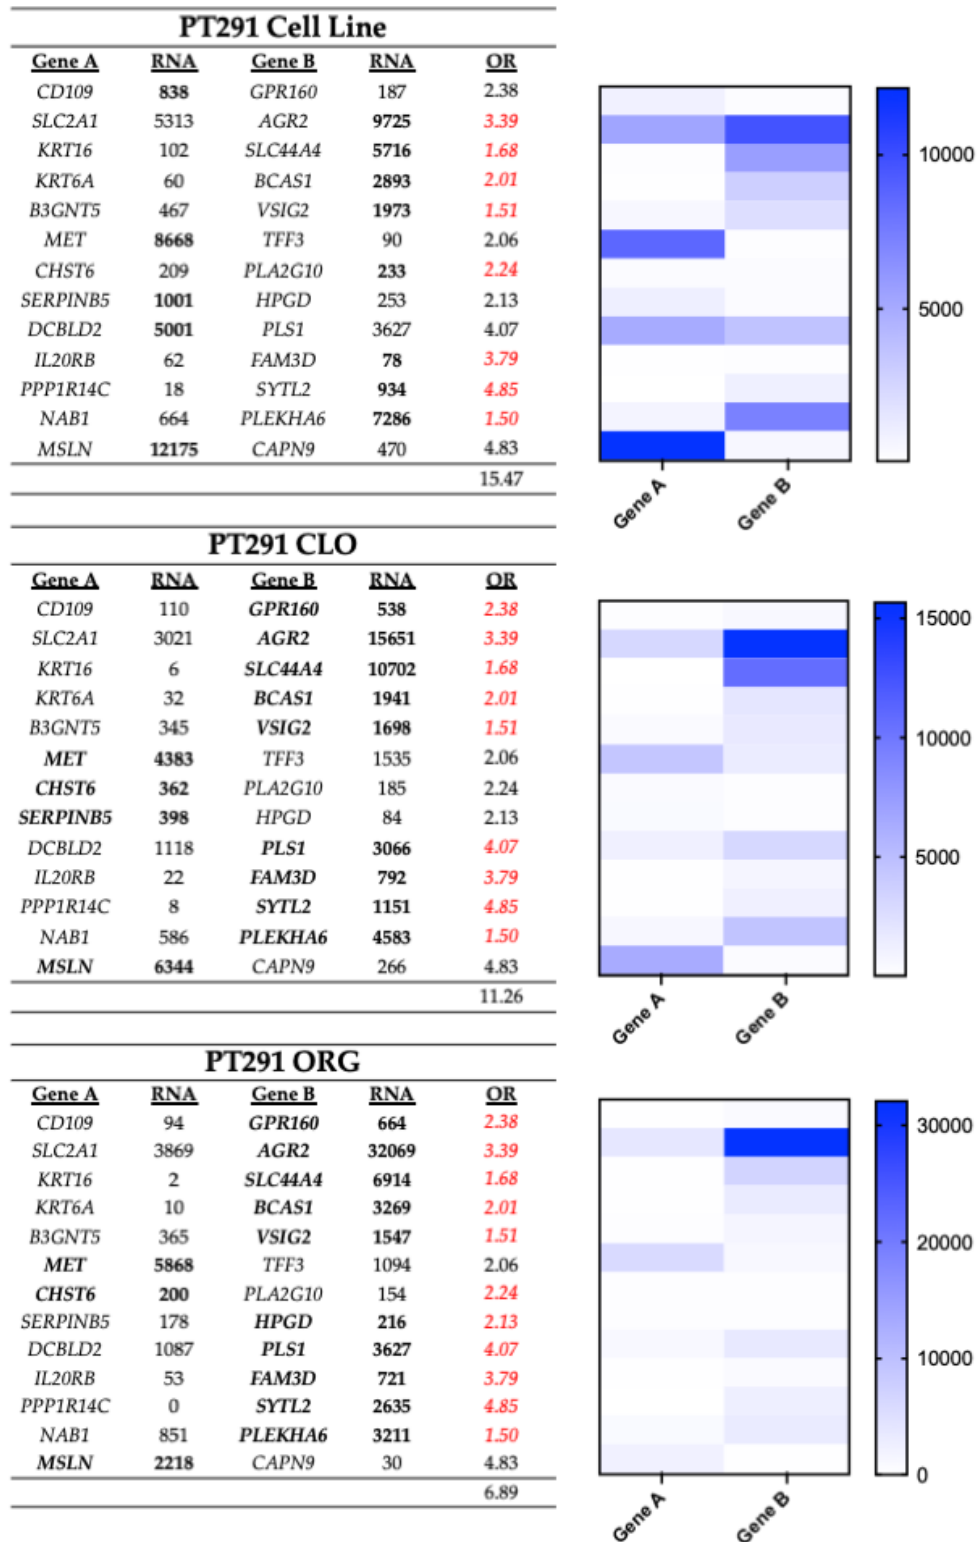 PT291 Cell Line
Gene A RNA Gene B RNA OR
CD109 838 GPR160 187 2.38
SLC2A1 5313 AGR2 9725 3.39
KRT16 102 SLC44A4 5716 1.68
KRT6A 60 BCAS1 2893 2.01
B3GNT5 467 VSIG2 1973 1.51
MET 8668 TFF3 90 2.06
CHST6 209 PLA2G10 233 2.24
SERPINB5 1001 HPGD 253 2.13
DCBLD2 5001 PLS1 3627 4.07
IL20RB 62 FAM3D 78 3.79
PPP1R14C 18 SYTL2 934 4.85
NAB1 664 PLEKHA6 7286 1.50
MSLN 12175 CAPN9 470 4.83
15.47
10000
5000
Gene A Gene B
PT291 CLO
Gene A RNA Gene B RNA OR
CD109 110 GPR160 538 2.38
SLC2A1 3021 AGR2 15651 3.39
KRT16 6 SLC44A4 10702 1.68
KRT6A 32 BCAS1 1941 2.01
B3GNT5 345 VSIG2 1698 1.51
MET 4383 TFF3 1535 2.06
CHST6 362 PLA2G10 185 2.24
SERPINB5 398 HPGD 84 2.13
DCBLD2 1118 PLS1 3066 4.07
IL20RB 22 FAM3D 792 3.79
PPP1R14C 8 SYTL2 1151 4.85
NAB1 586 PLEKHA6 4583 1.50
MSLN 6344 CAPN9 266 4.83
11.26
15000
10000
5000
Gene A Gene B
PT291 ORG
Gene A RNA Gene B RNA OR
CD109 94 GPR160 664 2.38
SLC2A1 3869 AGR2 32069 3.39
KRT16 2 SLC44A4 6914 1.68
KRT6A 10 BCAS1 3269 2.01
B3GNT5 365 VSIG2 1547 1.51
MET 5868 TFF3 1094 2.06
CHST6 200 PLA2G10 154 2.24
SERPINB5 178 HPGD 216 2.13
DCBLD2 1087 PLS1 3627 4.07
IL20RB 53 FAM3D 721 3.79
PPP1R14C 0 SYTL2 2635 4.85
NAB1 851 PLEKHA6 3211 1.50
MSLN 2218 CAPN9 30 4.83
6.89
30000
20000
10000
0
Gene A Gene B